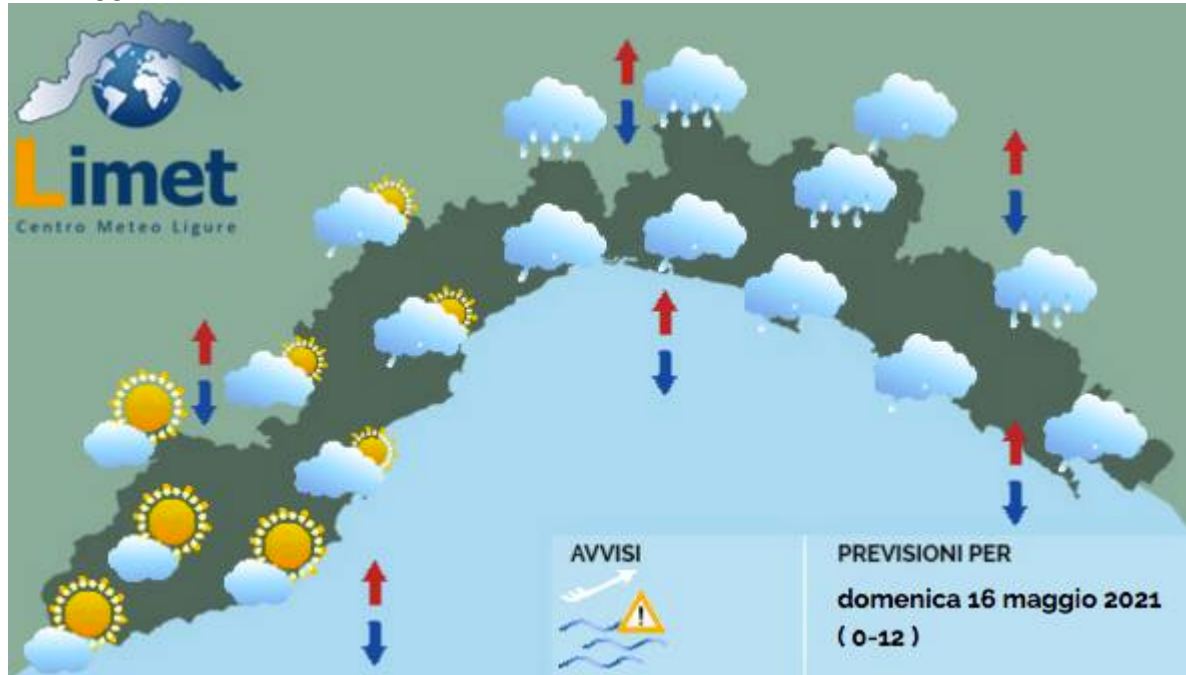 Limet
Centro Meteo Ligure
AVVISI
PREVISIONI PER
domenica 16 maggio 2021
( 0-12 )